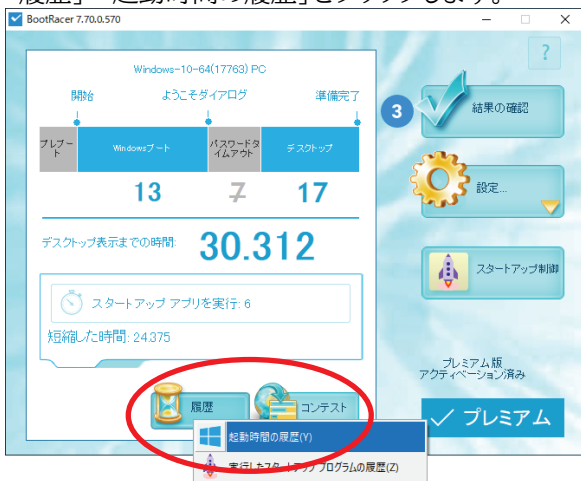 履歴」―「起動時間の履歴」をクリックします。
BootRacer 7.70.0.570
?
Windows-10-64(17763) PC
開始
ようこそダイアログ
準備完了
プレブート
Windowsブート
パスワードタイムアウト
デスクトップ
13
7
17
デスクトップ表示までの時間:
30.312
スタートアップ アプリを実行: 6
短縮した時間: 24.375
履歴
コンテスト
起動時間の履歴(Y)
実行したスタートアップ プログラムの履歴(Z)
3
結果の確認
設定...
スタートアップ制御
プレミアム版
アクティベーション済み
プレミアム